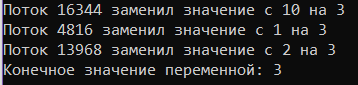 Поток 16344 заменил значение с 10 на 3
Поток 4816 заменил значение с 1 на 3
Поток 13968 заменил значение с 2 на 3
Конечное значение переменной: 3